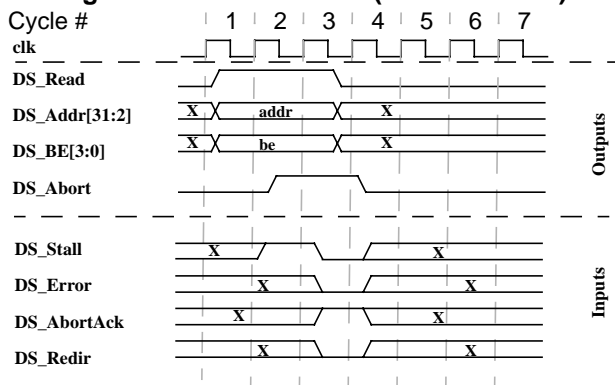 Cycle # 1 2 3 4 5 6 7
clk
DS_Read
DS_Addr[31:2] X addr X
DS_BE[3:0] X be X
DS_Abort
Outputs
DS_Stall X X
DS_Error X X
DS_AbortAck X X
DS_Redir X X
Inputs